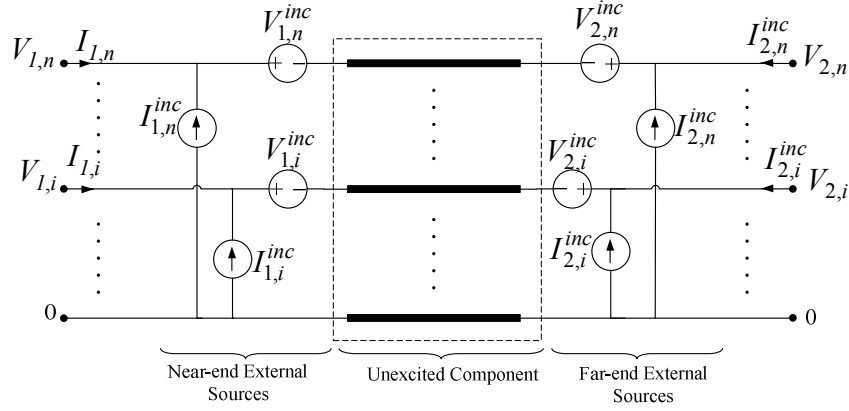 V_{1,n} I_{1,n} V_{1,n}^{inc} V_{2,n}^{inc} I_{2,n}^{inc} V_{2,n}
+ − − +
I_{1,n}^{inc} I_{2,n}^{inc}
V_{1,i} I_{1,i} V_{1,i}^{inc} V_{2,i}^{inc} I_{2,i}^{inc} V_{2,i}
+ − + −
I_{1,i}^{inc} I_{2,i}^{inc}
0 0
Near-end External
Sources
Unexcited Component
Far-end External
Sources